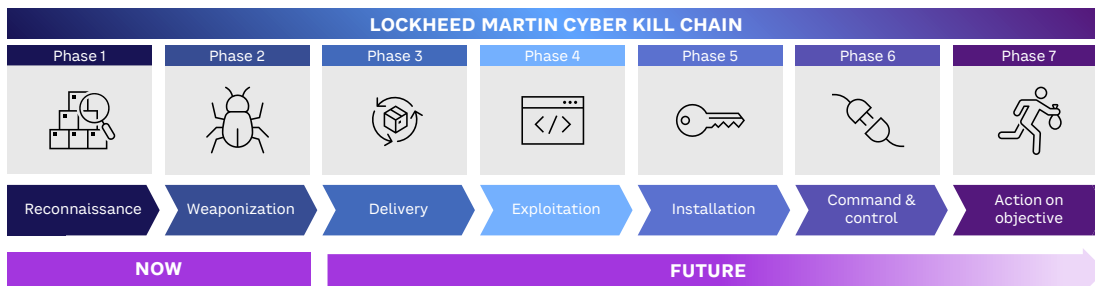 LOCKHEED MARTIN CYBER KILL CHAIN
Phase 1
Phase 2
Phase 3
Phase 4
Phase 5
Phase 6
Phase 7
</>
Reconnaissance
Weaponization
Delivery
Exploitation
Installation
Command &
control
Action on
objective
NOW
FUTURE